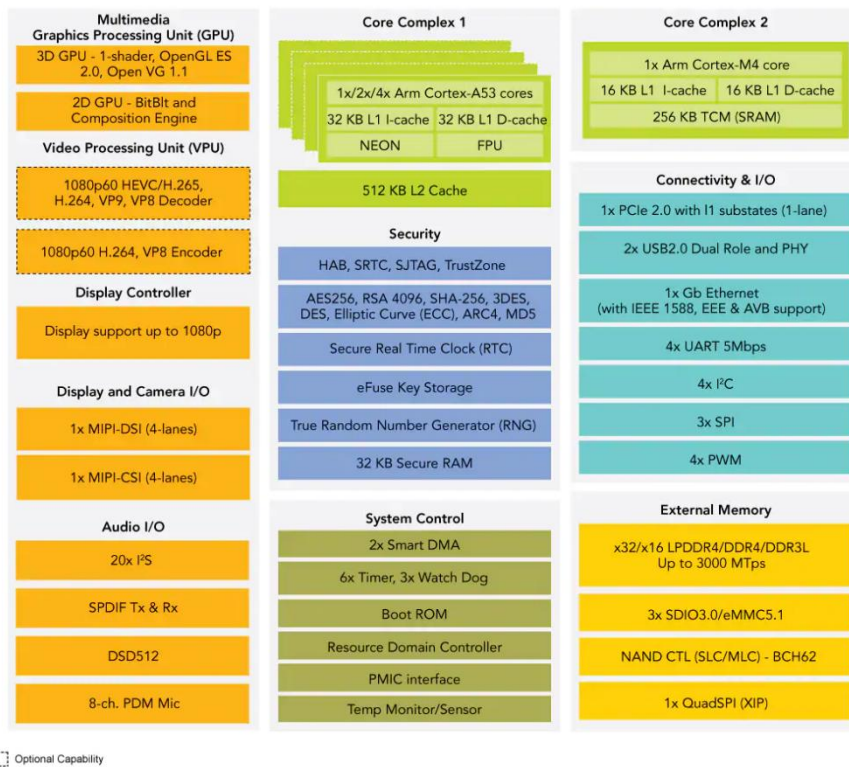 Multimedia
Graphics Processing Unit (GPU)
3D GPU - 1-shader, OpenGL ES
2.0, Open VG 1.1
2D GPU - BitBlt and
Composition Engine
Video Processing Unit (VPU)
1080p60 HEVC/H.265,
H.264, VP9, VP8 Decoder
1080p60 H.264, VP8 Encoder
Display Controller
Display support up to 1080p
Display and Camera I/O
1x MIPI-DSI (4-lanes)
1x MIPI-CSI (4-lanes)
Audio I/O
20x I²S
SPDIF Tx & Rx
DSD512
8-ch. PDM Mic
Core Complex 1
1x/2x/4x Arm Cortex-A53 cores
32 KB L1 I-cache
32 KB L1 D-cache
NEON
FPU
512 KB L2 Cache
Security
HAB, SRTC, SJTAG, TrustZone
AES256, RSA 4096, SHA-256, 3DES,
DES, Elliptic Curve (ECC), ARC4, MD5
Secure Real Time Clock (RTC)
eFuse Key Storage
True Random Number Generator (RNG)
32 KB Secure RAM
System Control
2x Smart DMA
6x Timer, 3x Watch Dog
Boot ROM
Resource Domain Controller
PMIC interface
Temp Monitor/Sensor
Core Complex 2
1x Arm Cortex-M4 core
16 KB L1 I-cache
16 KB L1 D-cache
256 KB TCM (SRAM)
Connectivity & I/O
1x PCIe 2.0 with l1 substates (1-lane)
2x USB2.0 Dual Role and PHY
1x Gb Ethernet
(with IEEE 1588, EEE & AVB support)
4x UART 5Mbps
4x I²C
3x SPI
4x PWM
External Memory
x32/x16 LPDDR4/DDR4/DDR3L
Up to 3000 MTps
3x SDIO3.0/eMMC5.1
NAND CTL (SLC/MLC) - BCH62
1x QuadSPI (XIP)
Optional Capability